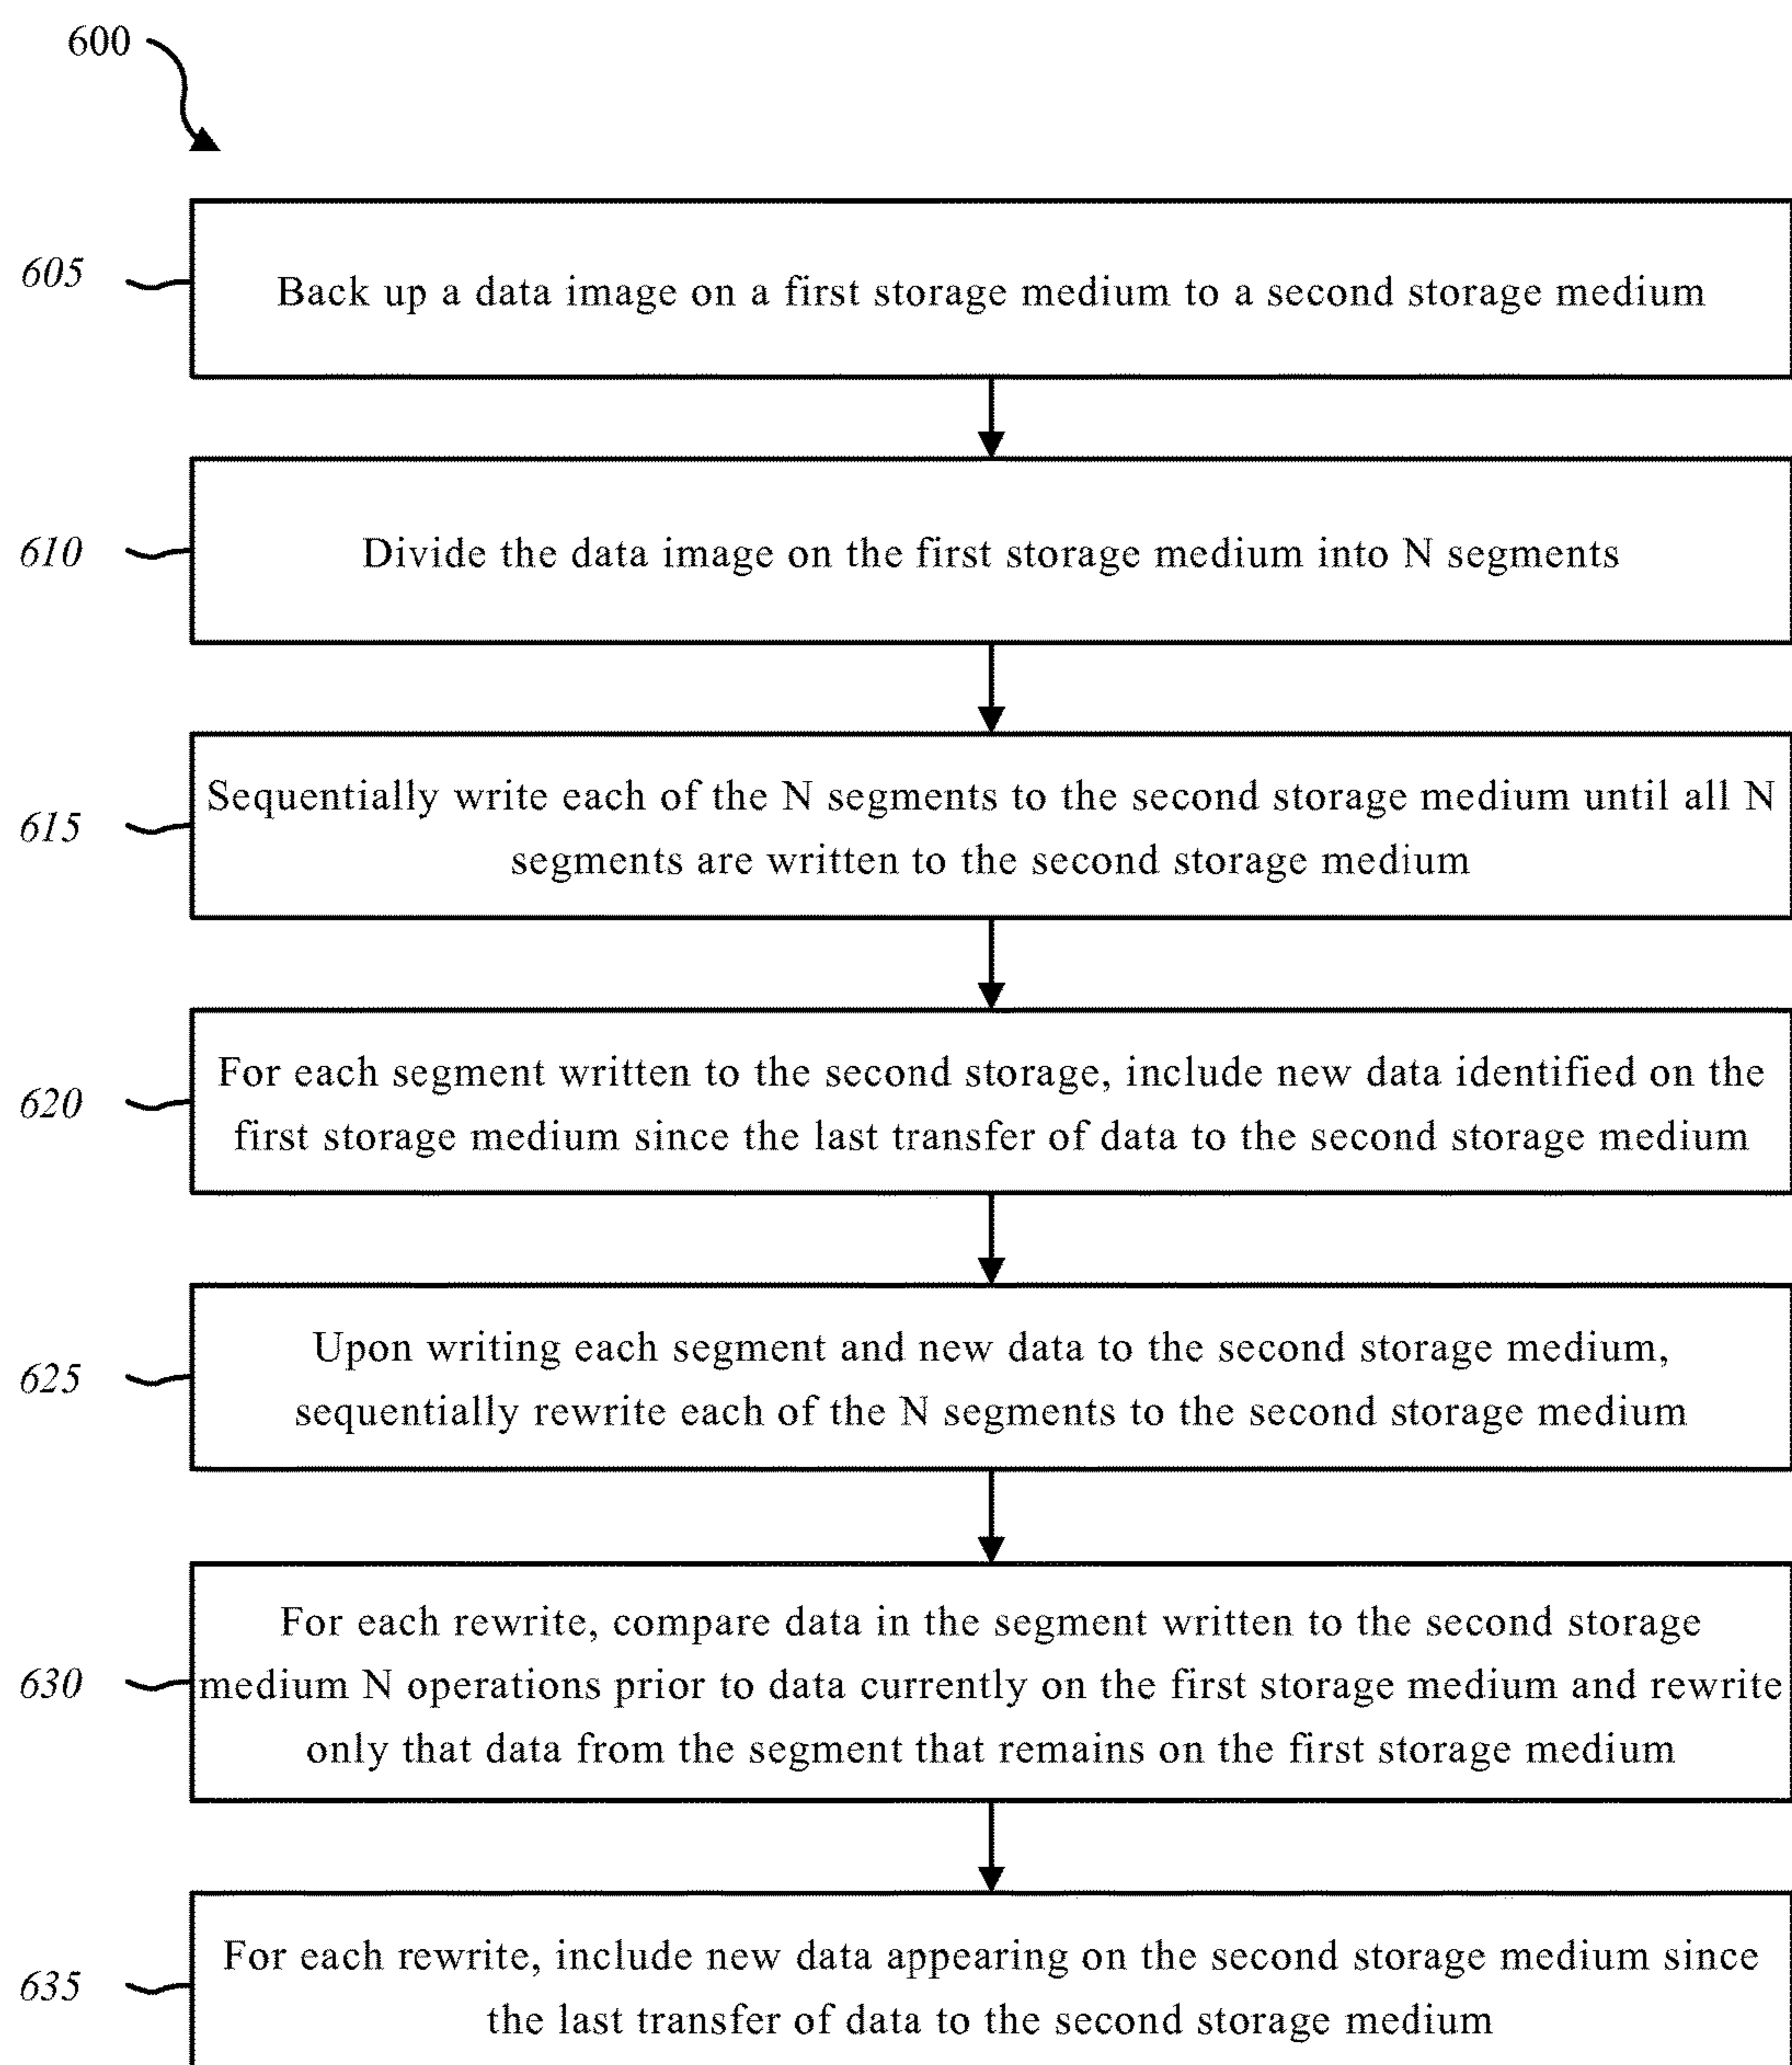 600
605
Back up a data image on a first storage medium to a second storage medium
610
Divide the data image on the first storage medium into N segments
615
Sequentially write each of the N segments to the second storage medium until all N
segments are written to the second storage medium
620
For each segment written to the second storage, include new data identified on the
first storage medium since the last transfer of data to the second storage medium
625
Upon writing each segment and new data to the second storage medium,
sequentially rewrite each of the N segments to the second storage medium
630
For each rewrite, compare data in the segment written to the second storage
medium N operations prior to data currently on the first storage medium and rewrite
only that data from the segment that remains on the first storage medium
635
For each rewrite, include new data appearing on the second storage medium since
the last transfer of data to the second storage medium